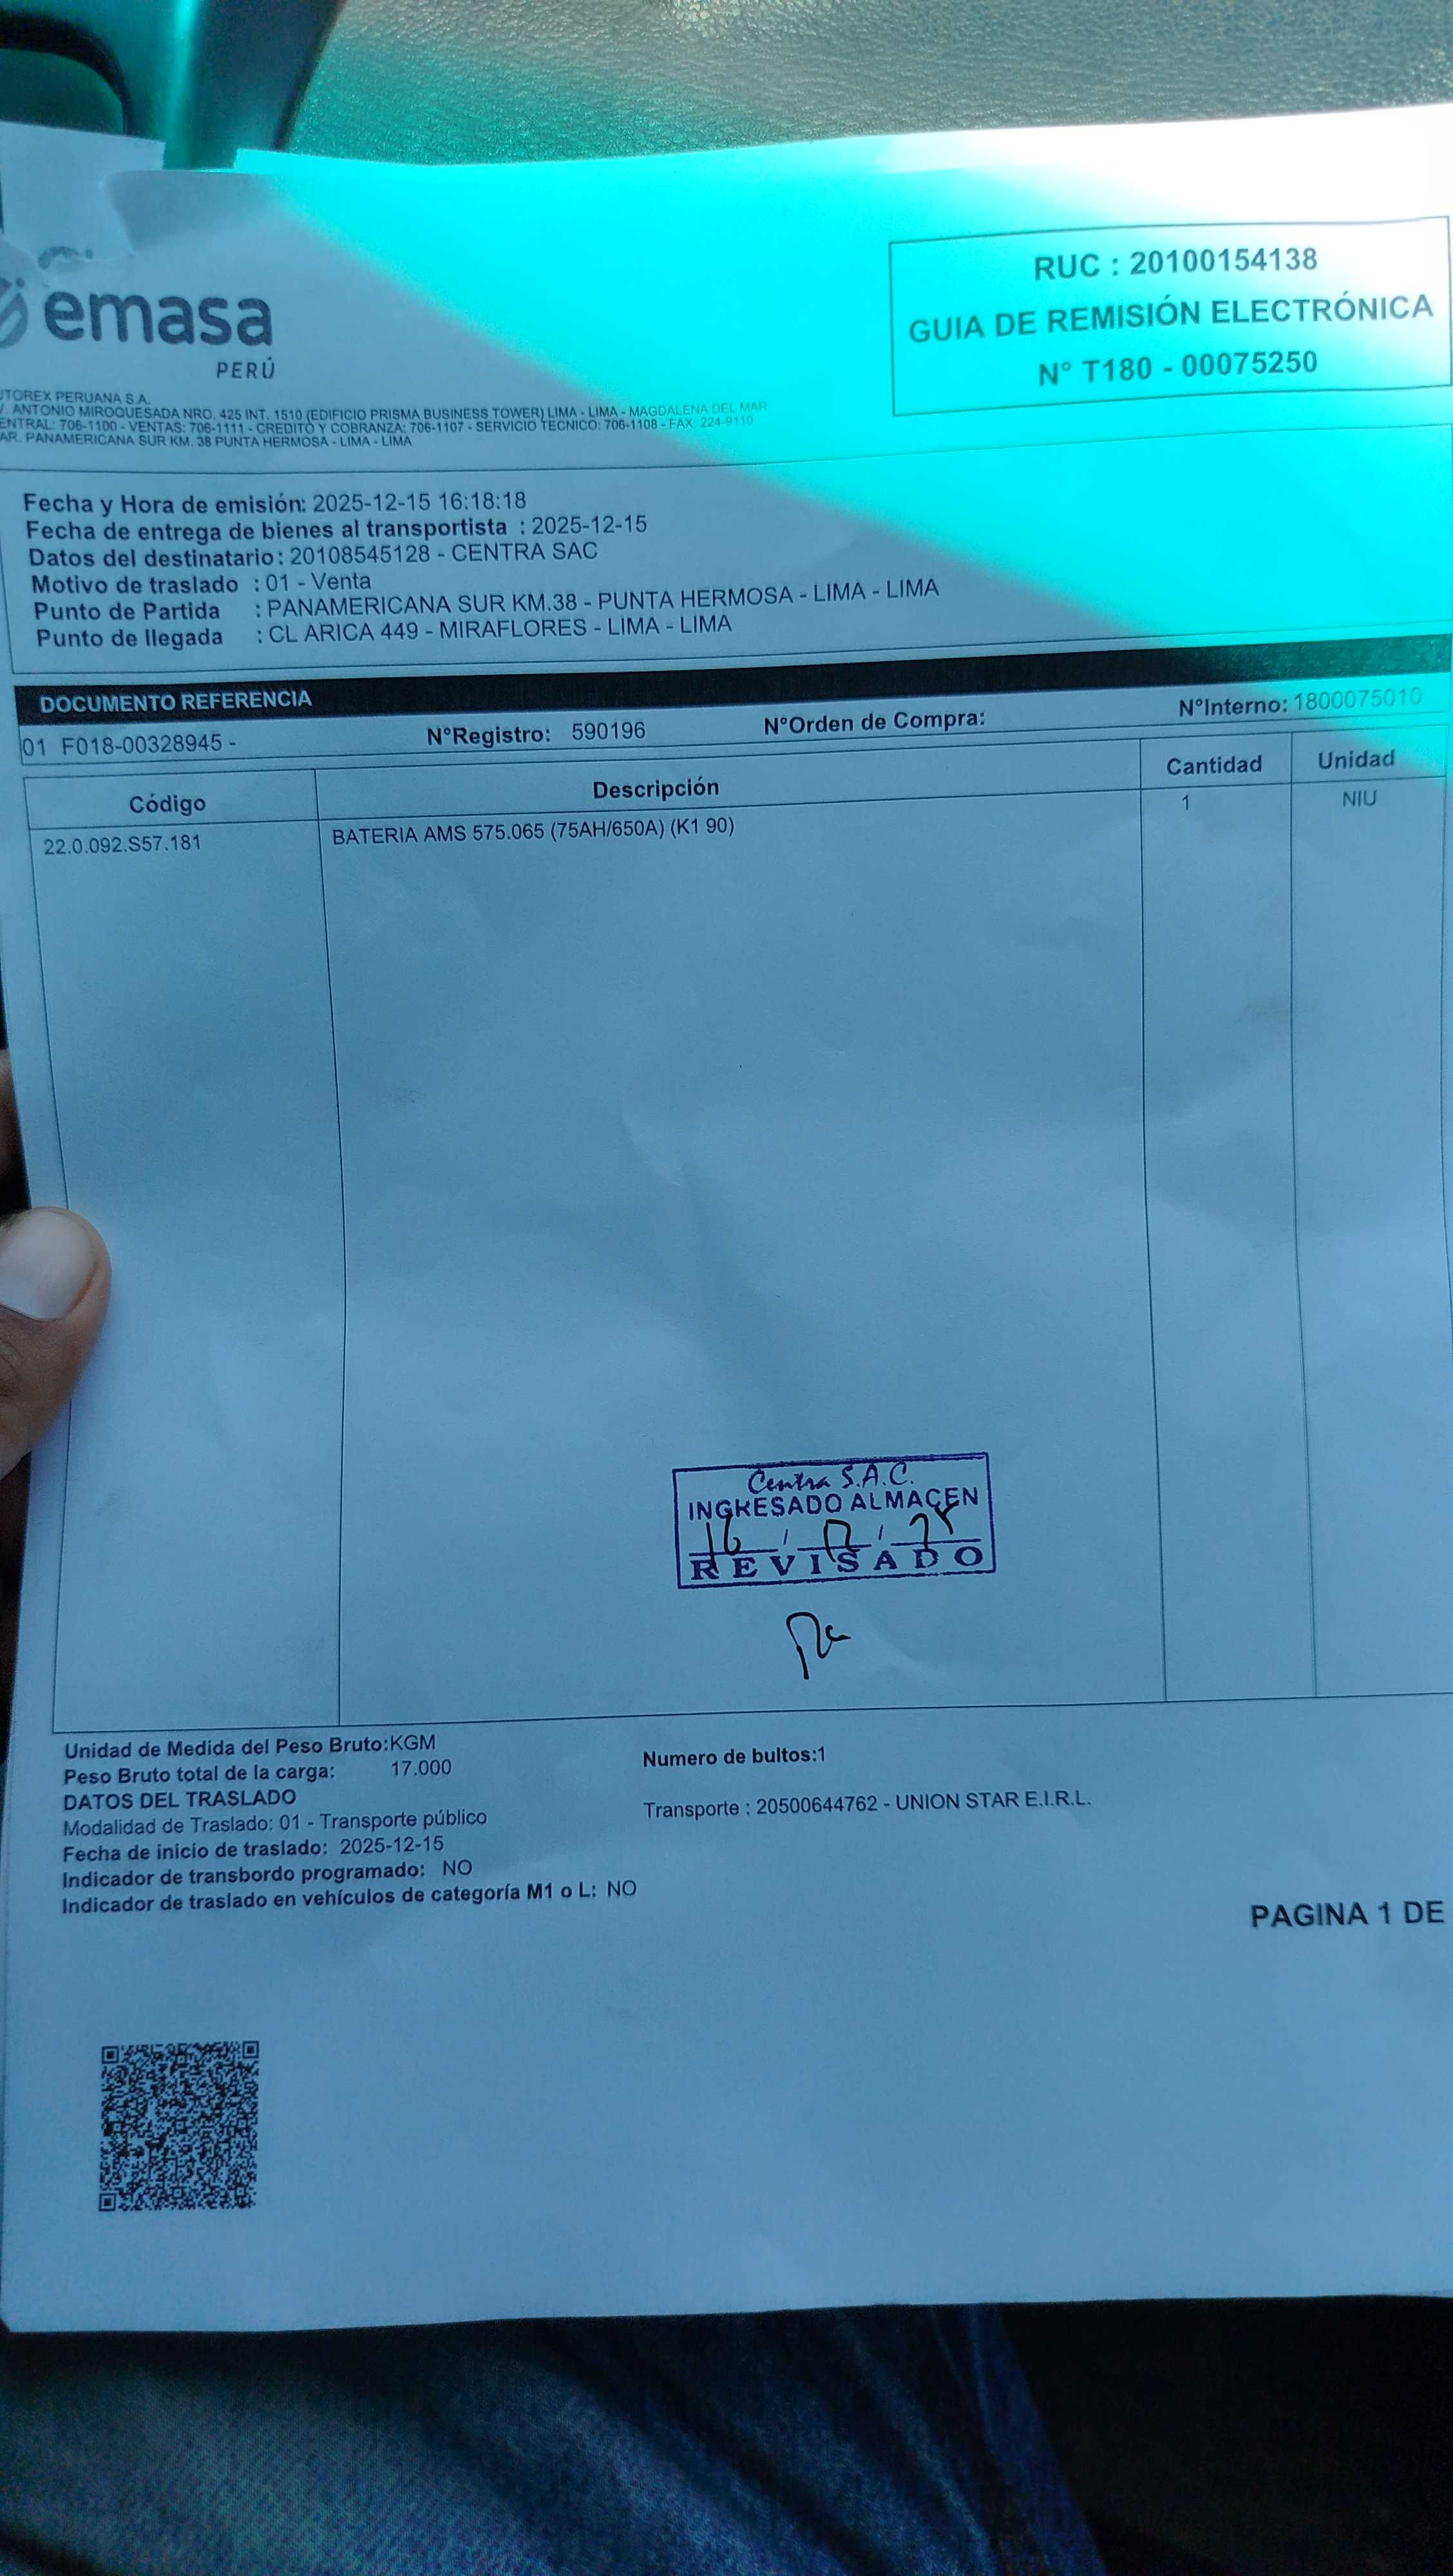 emasa
PERÚ
RUC : 20100154138
GUIA DE REMISIÓN ELECTRÓNICA
N° T180 - 00075250
TOREX PERUANA S.A.
. ANTONIO MIROQUESADA NRO. 425 INT. 1510 (EDIFICIO PRISMA BUSINESS TOWER) LIMA - LIMA - MAGDALENA DEL MAR
ENTRAL: 706-1100 - VENTAS: 706-1111 - CREDITO Y COBRANZA: 706-1107 - SERVICIO TECNICO: 706-1108 - FAX: 224-9110
AR. PANAMERICANA SUR KM. 38 PUNTA HERMOSA - LIMA - LIMA
Fecha y Hora de emisión: 2025-12-15 16:18:18
Fecha de entrega de bienes al transportista : 2025-12-15
Datos del destinatario: 20108545128 - CENTRA SAC
Motivo de traslado : 01 - Venta
Punto de Partida : PANAMERICANA SUR KM.38 - PUNTA HERMOSA - LIMA - LIMA
Punto de llegada : CL ARICA 449 - MIRAFLORES - LIMA - LIMA
DOCUMENTO REFERENCIA
01 F018-00328945 - N°Registro: 590196 N°Orden de Compra: N°Interno: 1800075010
Código Descripción Cantidad Unidad
22.0.092.S57.181 BATERIA AMS 575.065 (75AH/650A) (K1 90) 1 NIU
Centra S.A.C.
INGRESADO ALMACEN
16 / 12 / 25
REVISADO
Unidad de Medida del Peso Bruto:KGM
Peso Bruto total de la carga: 17.000
Numero de bultos:1
DATOS DEL TRASLADO
Modalidad de Traslado: 01 - Transporte público
Transporte : 20500644762 - UNION STAR E.I.R.L.
Fecha de inicio de traslado: 2025-12-15
Indicador de transbordo programado: NO
Indicador de traslado en vehículos de categoría M1 o L: NO
PAGINA 1 DE